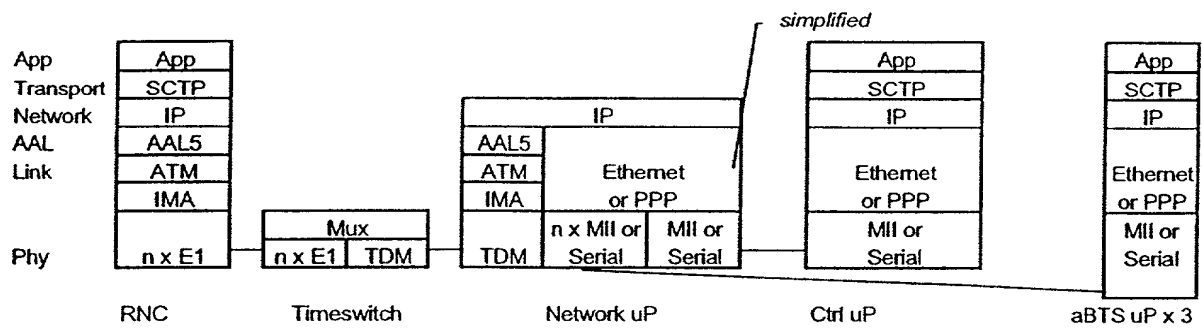 simplified
App App App App
Transport SCTP SCTP SCTP
Network IP IP IP IP
AAL AAL5 AAL5
Link ATM ATM Ethernet Ethernet Ethernet
IMA IMA or PPP or PPP or PPP
Mux n x MII or MII or MII or MII or
Phy n x E1 n x E1 TDM TDM Serial Serial Serial Serial
RNC Timeswitch Network uP Ctrl uP aBTS uP x 3